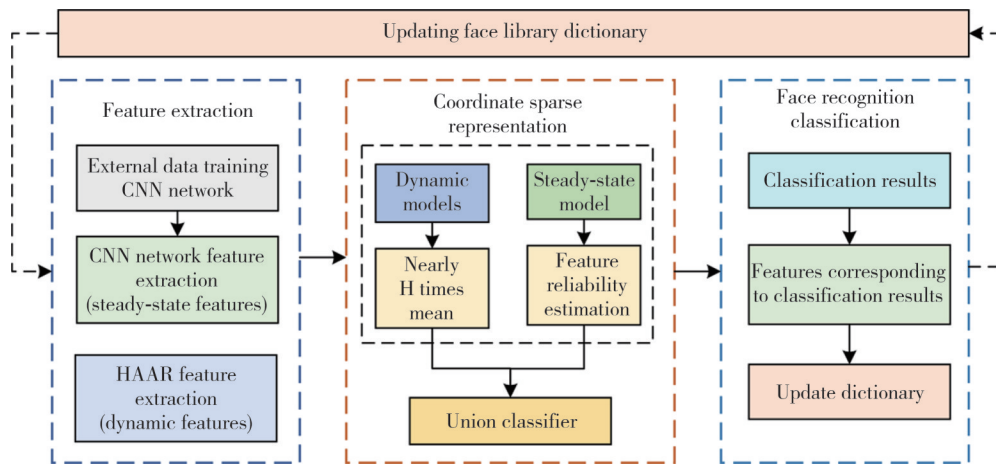 Updating face library dictionary
Feature extraction
External data training
CNN network
CNN network feature
extraction
(steady-state features)
HAAR feature
extraction
(dynamic features)
Coordinate sparse
representation
Dynamic
models
Steady-state
model
Nearly
H times
mean
Feature
reliability
estimation
Union classifier
Face recognition
classification
Classification results
Features corresponding
to classification results
Update dictionary